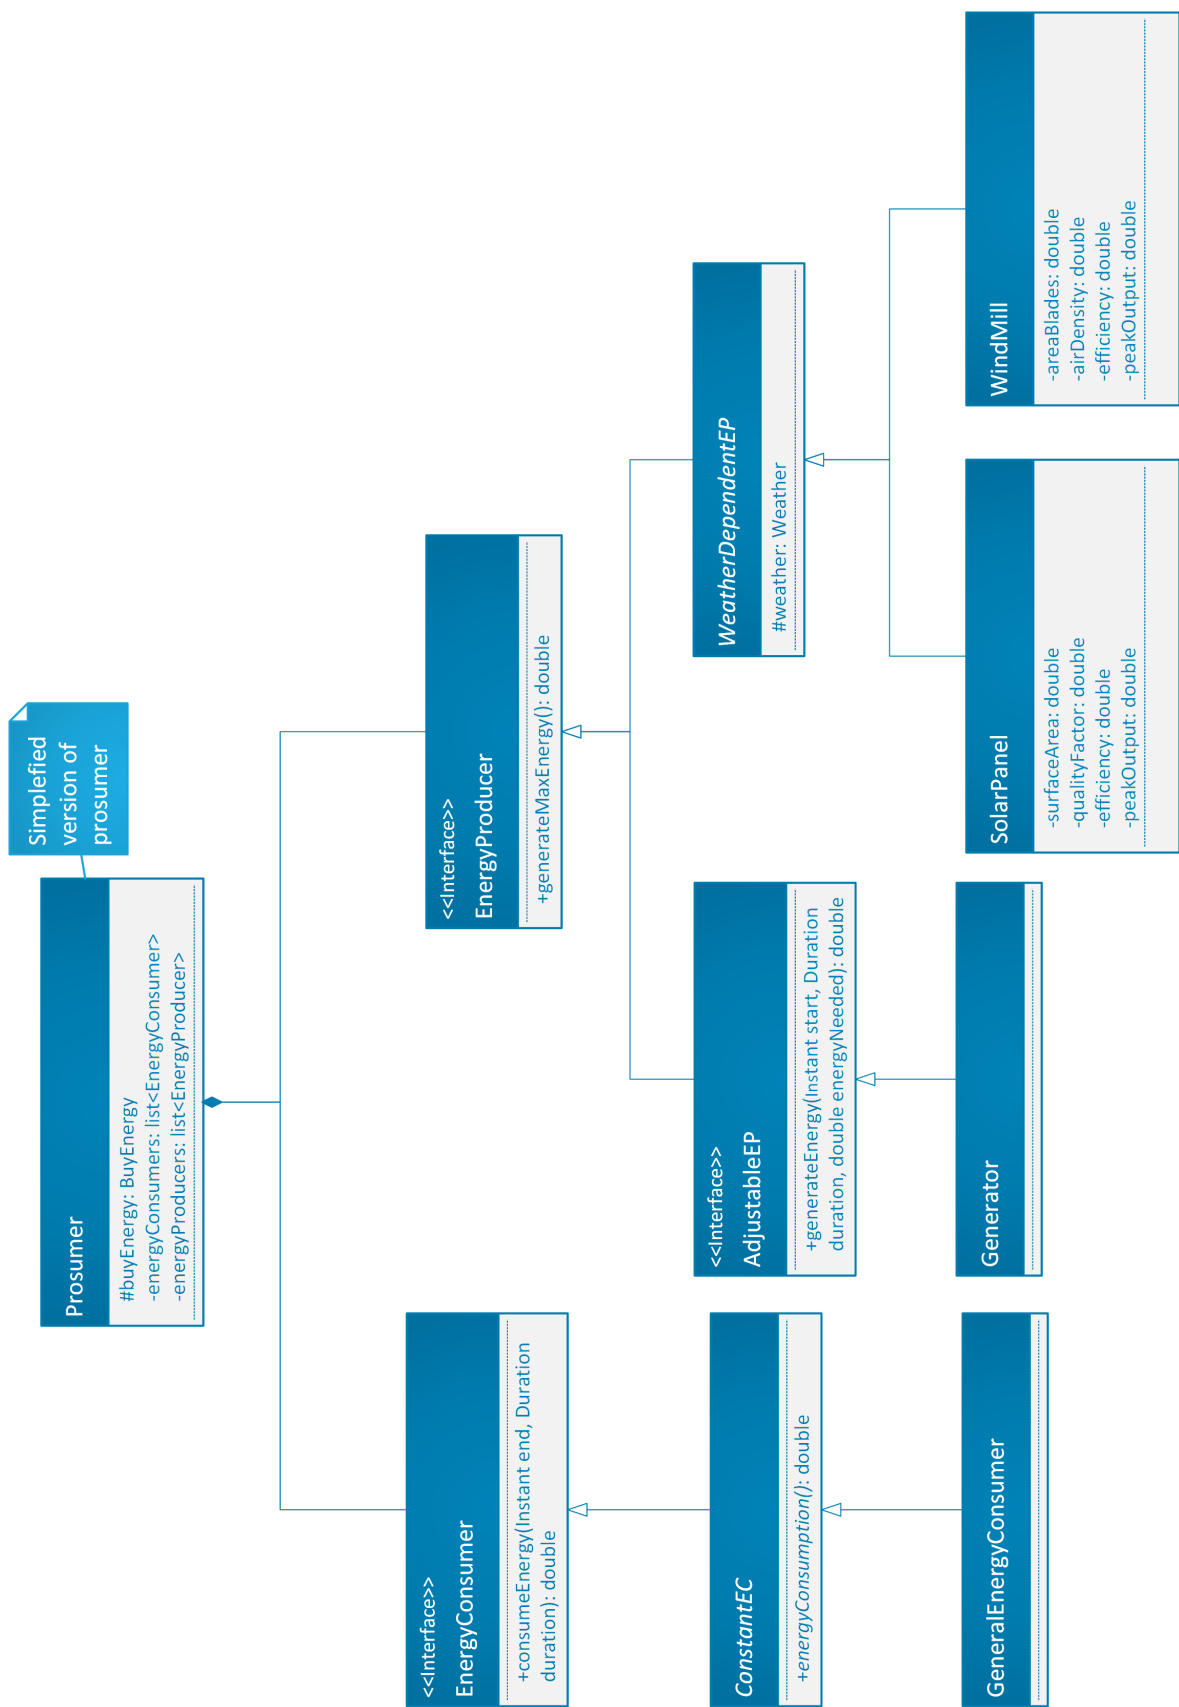 Simplefied
version of
prosumer
Prosumer
#buyEnergy: BuyEnergy
-energyConsumers: list<EnergyConsumer>
-energyProducers: list<EnergyProducer>
<<Interface>>
EnergyConsumer
+consumeEnergy(Instant end, Duration
duration): double
<<Interface>>
EnergyProducer
+generateMaxEnergy(): double
ConstantEC
+energyConsumption(): double
<<Interface>>
AdjustableEP
+generateEnergy(Instant start, Duration
duration, double energyNeeded): double
WeatherDependentEP
#weather: Weather
GeneralEnergyConsumer
Generator
SolarPanel
-surfaceArea: double
-qualityFactor: double
-efficiency: double
-peakOutput: double
WindMill
-areaBlades: double
-airDensity: double
-efficiency: double
-peakOutput: double